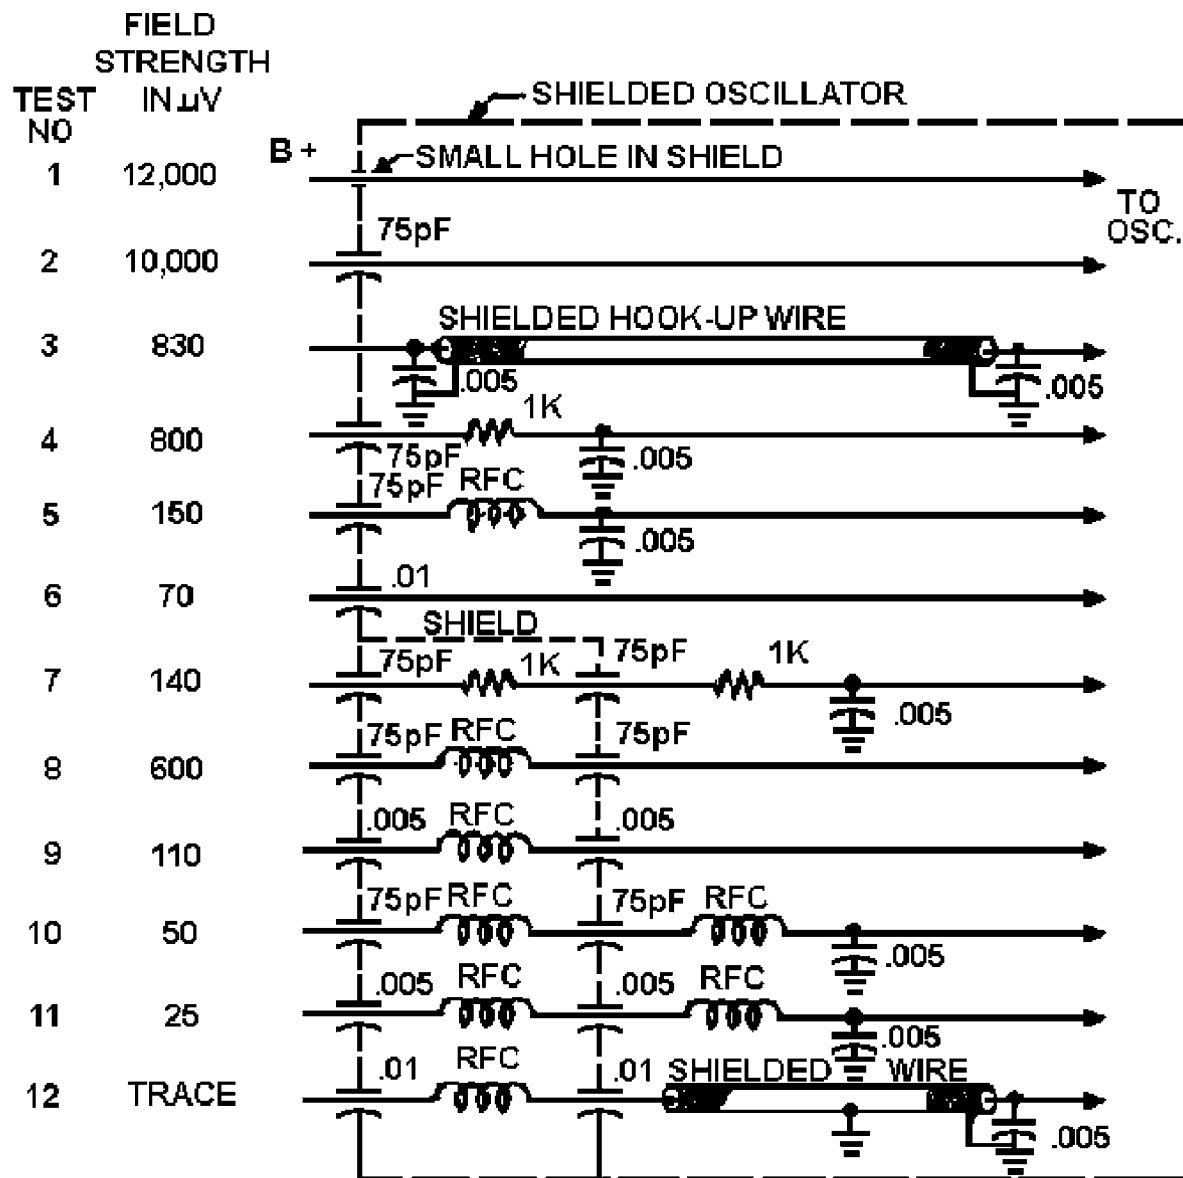 FIELD
STRENGTH
TEST IN µV
NO
SHIELDED OSCILLATOR
B +
SMALL HOLE IN SHIELD
1 12,000
TO
OSC.
75pF
2 10,000
SHIELDED HOOK-UP WIRE
3 830
.005 .005
1K
4 800
75pF .005
75pF RFC
5 150
.005
.01
6 70
SHIELD
75pF 1K 75pF 1K
7 140
.005
75pF RFC 75pF
8 600
.005 RFC .005
9 110
75pF RFC 75pF RFC
10 50
.005
.005 RFC .005 RFC
11 25
.005
.01 RFC .01 SHIELDED WIRE
12 TRACE
.005